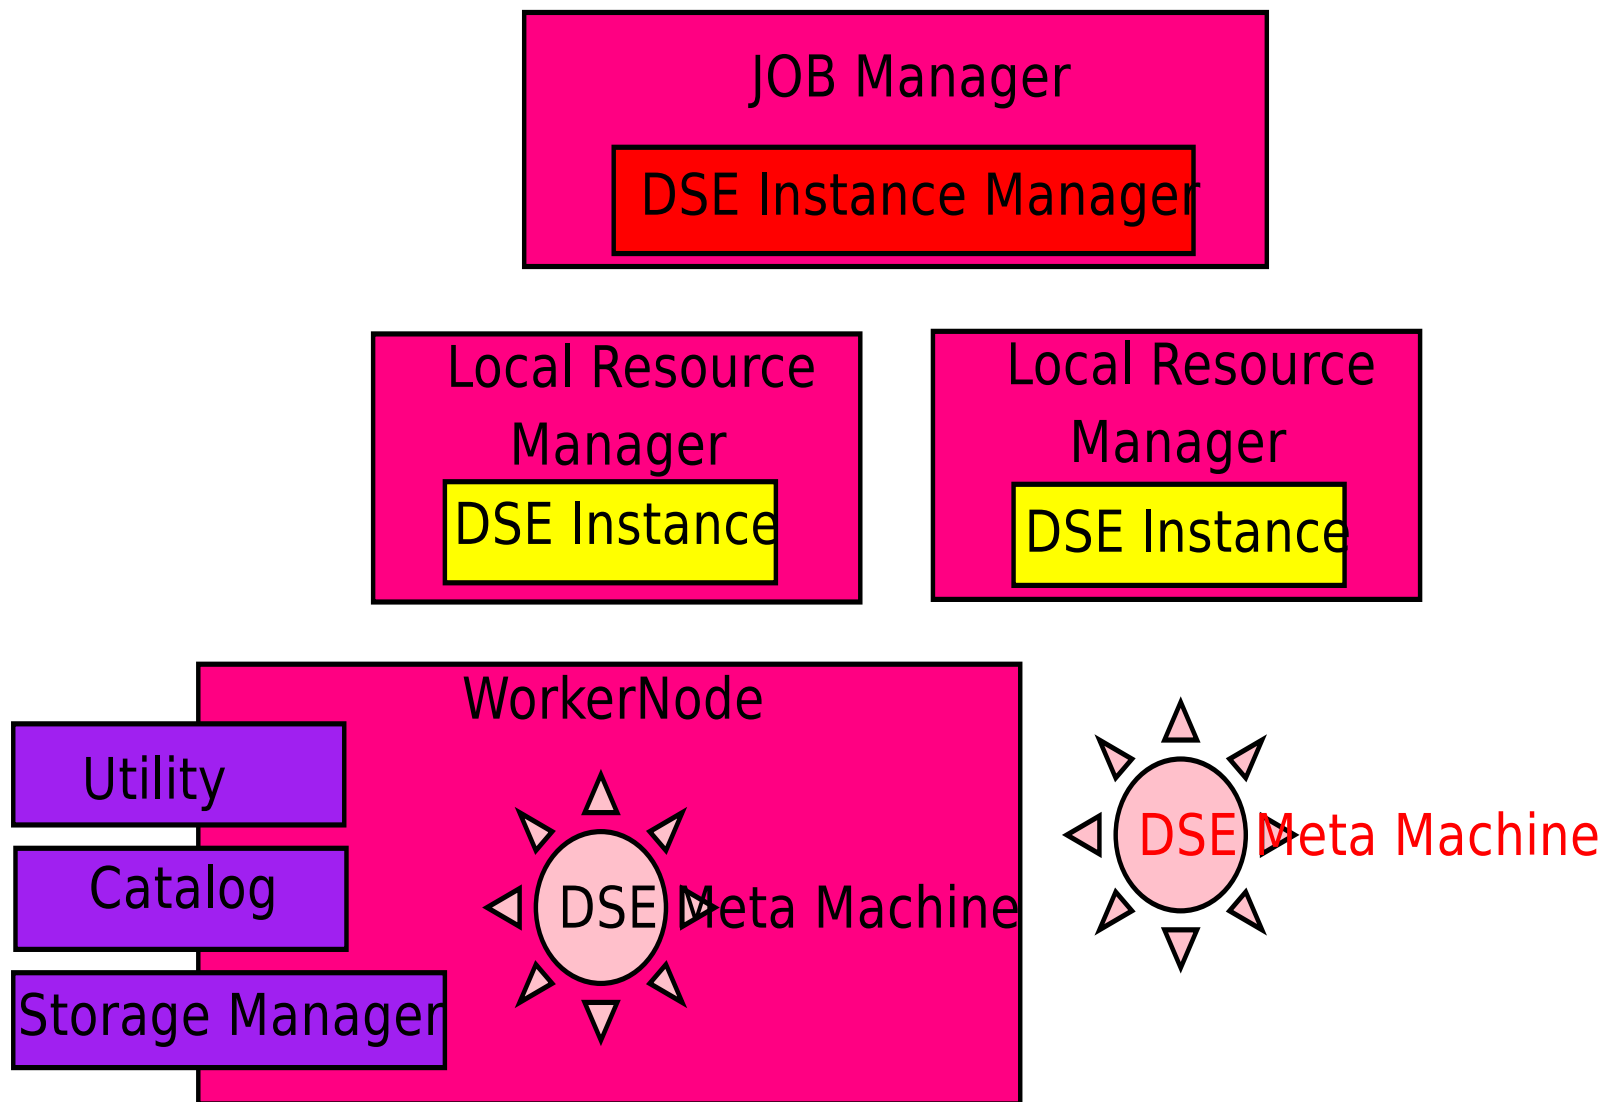 JOB Manager
DSE Instance Manager
Local Resource
Manager
DSE Instance
Local Resource
Manager
DSE Instance
WorkerNode
Utility
Catalog
Storage Manager
DSE Meta Machine
DSE Meta Machine